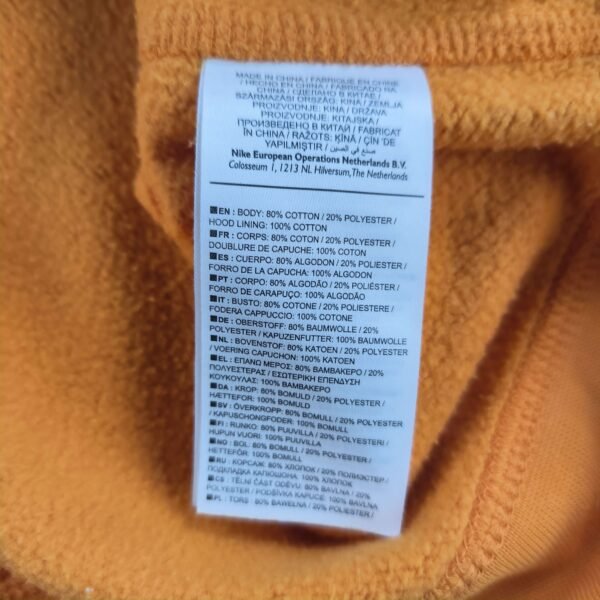 MADE IN CHINA / FABRIQUE EN CHINE
/ HECHO EN CHINA / FABRICADO NA
CHINA / СДЕЛАНО В КИТАЕ /
SZÁRMAZÁSI ORSZÁG: KÍNA / ZEMLJA
PROIZVODNJE: KINA / DRŽAVA
PROIZVODNJE: KITAJSKA /
ПРОИЗВЕДЕНО В КИТАЙ / FABRICAT
ÎN CHINA / RAŽOTS: ĶĪNĀ / ÇİN'DE
YAPILMIŞTIR / صنع في الصين
Nike European Operations Netherlands B.V.
Colosseum 1, 1213 NL Hilversum, The Netherlands
EN : BODY: 80% COTTON / 20% POLYESTER /
HOOD LINING: 100% COTTON
FR : CORPS: 80% COTON / 20% POLYESTER /
DOUBLURE DE CAPUCHE: 100% COTON
ES : CUERPO: 80% ALGODON / 20% POLIESTER /
FORRO DE LA CAPUCHA: 100% ALGODON
PT : CORPO: 80% ALGODÃO / 20% POLIÉSTER /
FORRO DE CARAPUÇO: 100% ALGODÃO
IT : BUSTO: 80% COTONE / 20% POLIESTERE /
FODERA CAPPUCCIO: 100% COTONE
DE : OBERSTOFF: 80% BAUMWOLLE / 20%
POLYESTER / KAPUZENFUTTER: 100% BAUMWOLLE
NL : BOVENSTOF: 80% KATOEN / 20% POLYESTER
/ VOERING CAPUCHON: 100% KATOEN
EL : ΕΠΑΝΩ ΜΕΡΟΣ: 80% ΒΑΜΒΑΚΕΡΟ / 20%
ΠΟΛΥΕΣΤΕΡΑΣ / ΕΣΩΤΕΡΙΚΗ ΕΠΕΝΔΥΣΗ
ΚΟΥΚΟΥΛΑΣ: 100% ΒΑΜΒΑΚΕΡΟ
DA : KROP: 80% BOMULD / 20% POLYESTER /
HÆTTEFOR: 100% BOMULD
SV : ÖVERKROPP: 80% BOMULL / 20% POLYESTER
/ KAPUSCHONGFODER: 100% BOMULL
FI : RUNKO: 80% PUUVILLA / 20% POLYESTERI /
HUPUN VUORI: 100% PUUVILLA
NO : BOL: 80% BOMULL / 20% POLYESTER /
HETTEFÔR: 100% BOMULL
RU : КОРСАЖ: 80% ХЛОПОК / 20% ПОЛИЭСТЕР /
ПОДКЛАДКА КАПЮШОНА: 100% ХЛОПОК
CS : TĚLNÍ ČÁST ODĚVU: 80% BAVLNA / 20%
POLYESTER / PODŠÍVKA KAPUCE: 100% BAVLNA
PL : TORS : 80% BAWEŁNA / 20% POLIESTER /